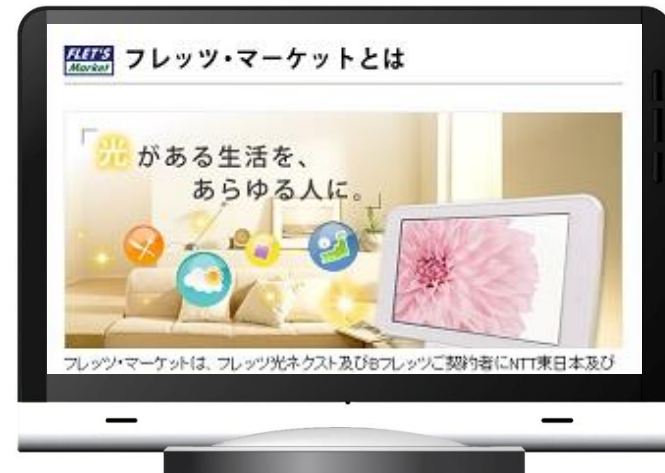 FLET'S
Market
フレッツ・マーケットとは
「光がある生活を、
あらゆる人に。」
フレッツ・マーケットは、フレッツ光ネクスト及びBフレッツご契約者にNTT東日本及び